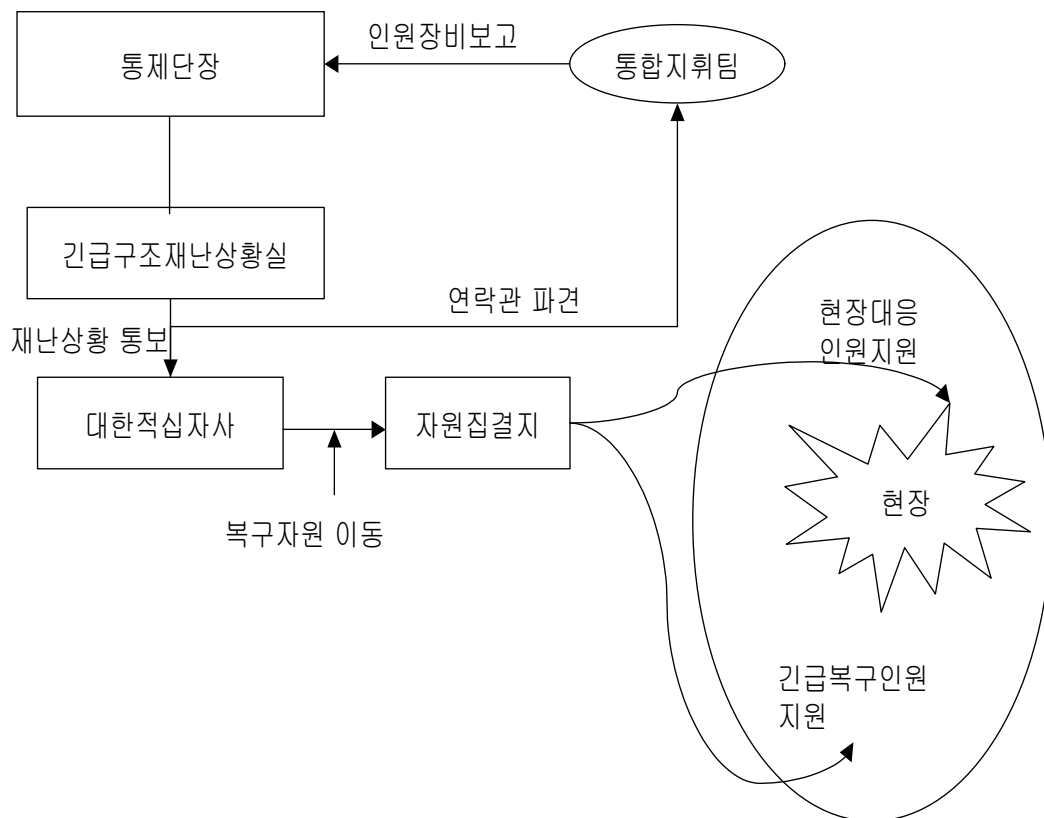 인원장비보고
통제단장
통합지휘팀
긴급구조재난상황실
연락관 파견
재난상황 통보
현장대응
인원지원
대한적십자사
자원집결지
현장
복구자원 이동
긴급복구인원
지원